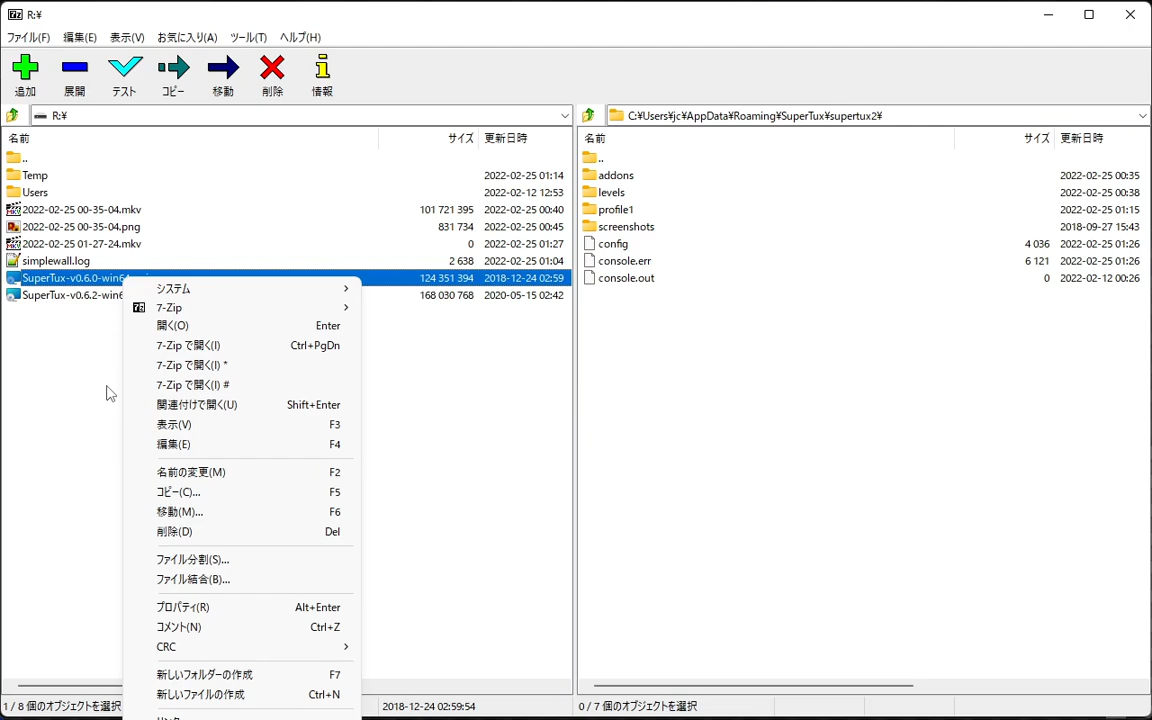 R:¥
ファイル(F) 編集(E) 表示(V) お気に入り(A) ツール(T) ヘルプ(H)
追加 展開 テスト コピー 移動 削除 情報
R:¥
名前 サイズ 更新日時
..
Temp 2022-02-25 01:14
Users 2022-02-12 12:53
2022-02-25 00-35-04.mkv 101 721 395 2022-02-25 00:40
2022-02-25 00-35-04.png 831 734 2022-02-25 00:45
2022-02-25 01-27-24.mkv 0 2022-02-25 01:27
simplewall.log 2 638 2022-02-25 01:04
SuperTux-v0.6.0-win64 124 351 394 2018-12-24 02:59
SuperTux-v0.6.2-win6 168 030 768 2020-05-15 02:42
システム
7-Zip
開く(O) Enter
7-Zip で開く(I) Ctrl+PgDn
7-Zip で開く(I) *
7-Zip で開く(I) #
関連付けで開く(U) Shift+Enter
表示(V) F3
編集(E) F4
名前の変更(M) F2
コピー(C)... F5
移動(M)... F6
削除(D) Del
ファイル分割(S)...
ファイル結合(B)...
プロパティ(R) Alt+Enter
コメント(N) Ctrl+Z
CRC
新しいフォルダーの作成 F7
新しいファイルの作成 Ctrl+N
1 / 8 個のオブジェクトを選択 2018-12-24 02:59:54
C:¥Users¥jc¥AppData¥Roaming¥SuperTux¥supertux2¥
名前 サイズ 更新日時
..
addons 2022-02-25 00:35
levels 2022-02-25 00:38
profile1 2022-02-25 01:15
screenshots 2018-09-27 15:43
config 4 036 2022-02-25 01:26
console.err 6 121 2022-02-25 01:26
console.out 0 2022-02-12 00:26
0 / 7 個のオブジェクトを選択